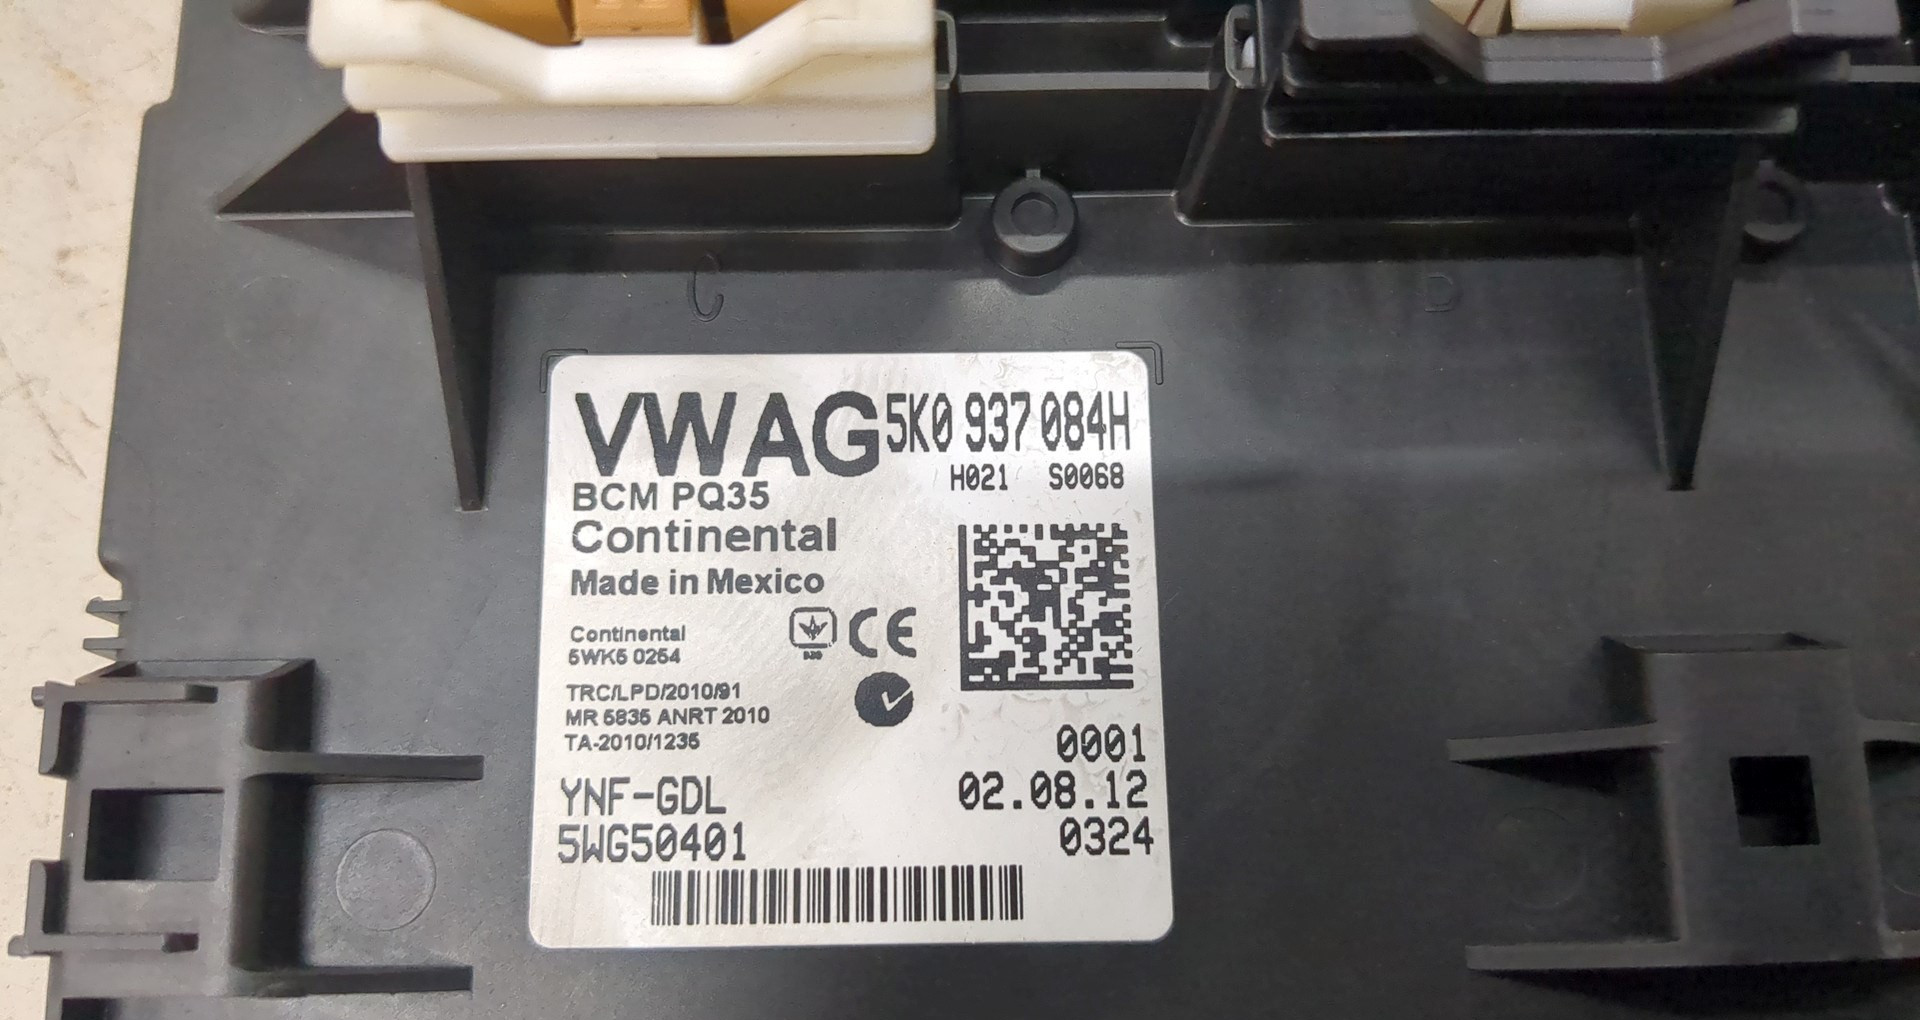 C
D
VWAG 5K0 937 084H
H021 S0068
BCM PQ35
Continental
Made in Mexico
Continental
5WK5 0254
CE
TRC/LPD/2010/91
MR 5835 ANRT 2010
TA-2010/1235
0001
YNF-GDL 02.08.12
5WG50401 0324